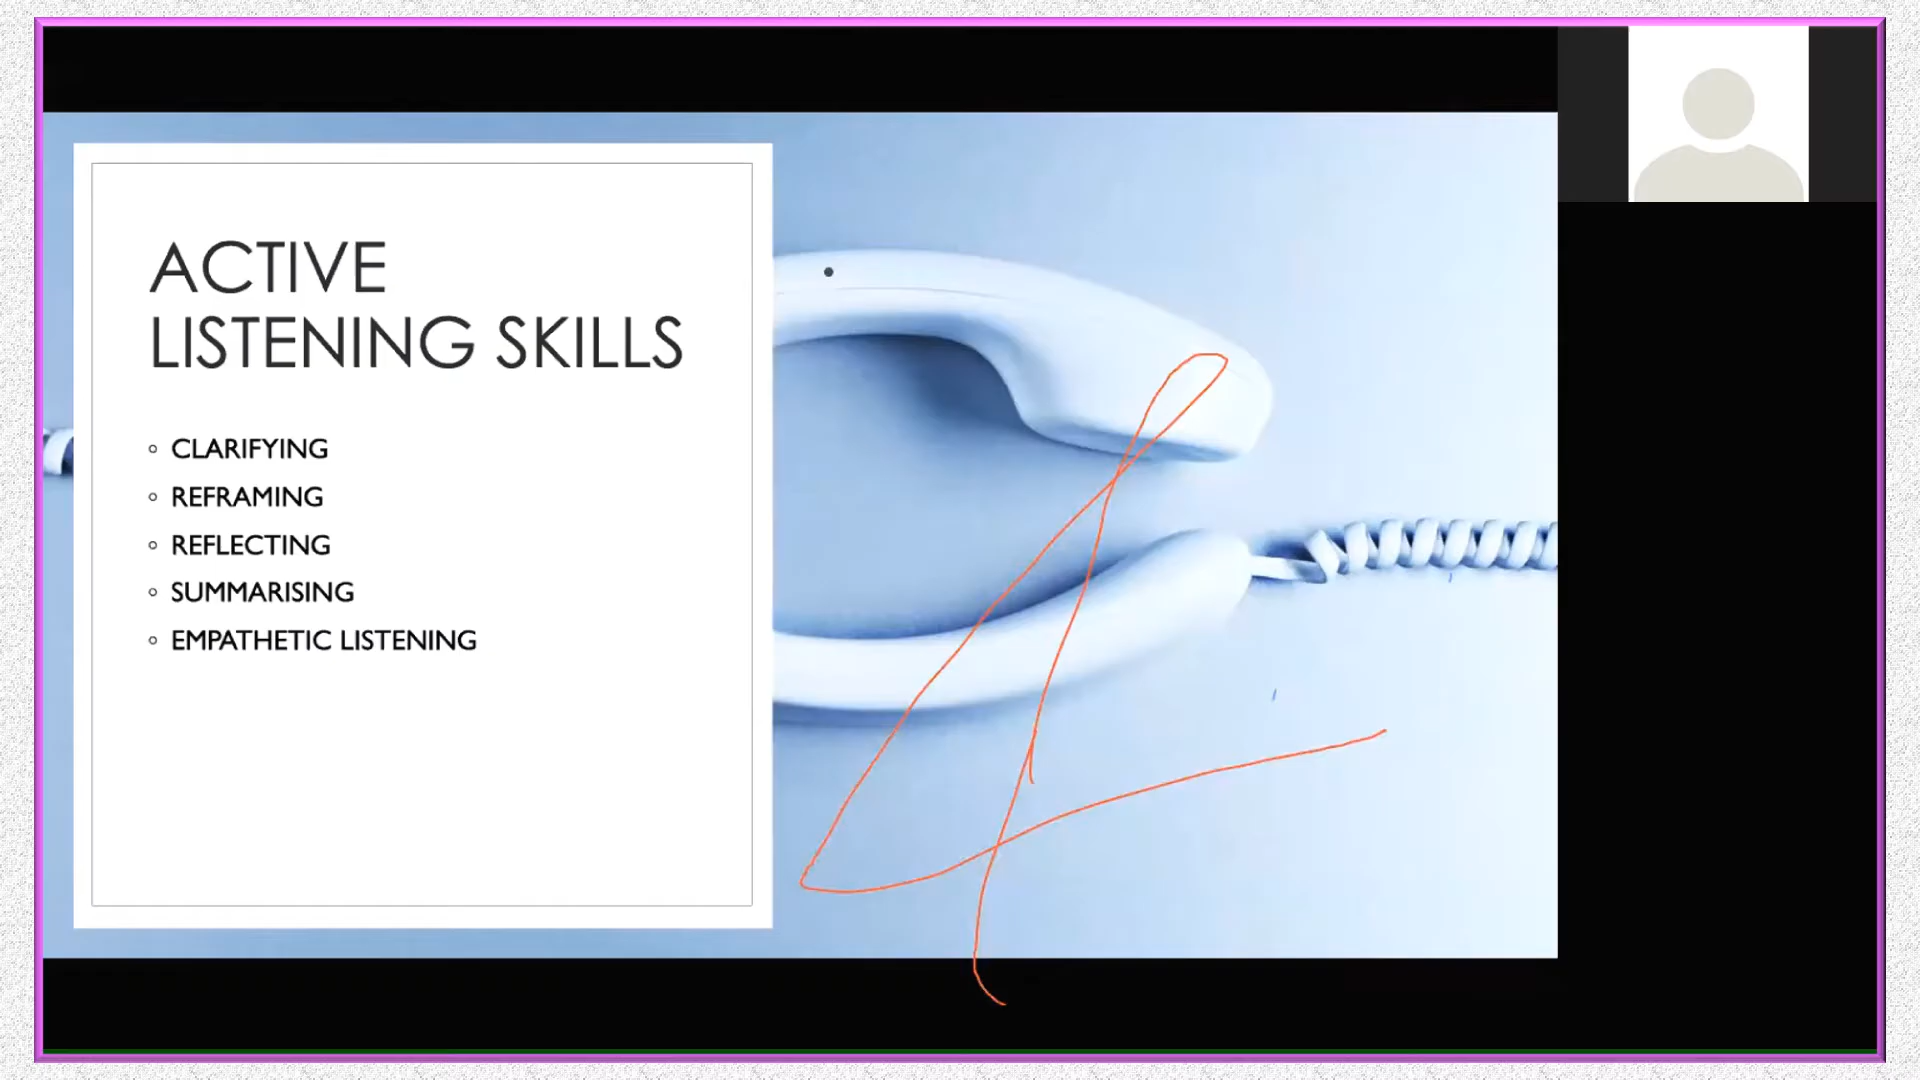 ACTIVE
LISTENING SKILLS
CLARIFYING
REFRAMING
REFLECTING
SUMMARISING
EMPATHETIC LISTENING